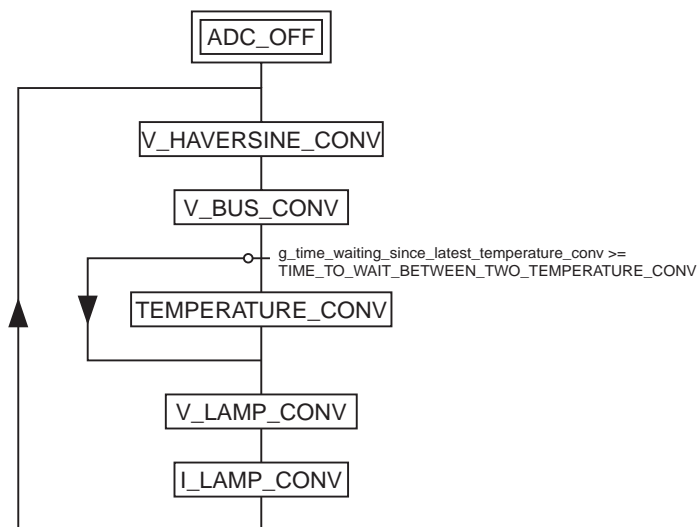 ADC_OFF
V_HAVERSINE_CONV
V_BUS_CONV
g_time_waiting_since_latest_temperature_conv >=
TIME_TO_WAIT_BETWEEN_TWO_TEMPERATURE_CONV
TEMPERATURE_CONV
V_LAMP_CONV
I_LAMP_CONV